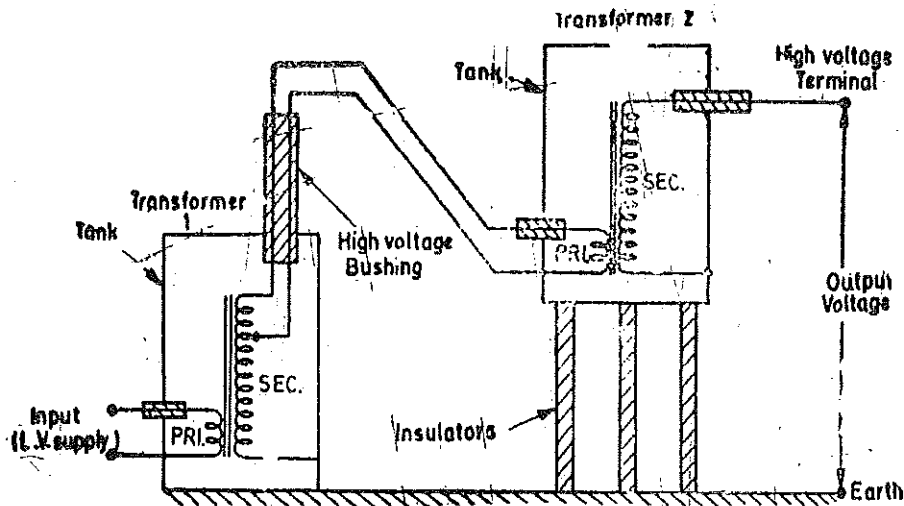 Transformer 2
High voltage
Terminal
Tank
SEC.
Transformer
1
Tank
High voltage
Bushing
PRI.
Output
Voltage
SEC.
Input
(L.V. supply)
PRI.
Insulators
Earth